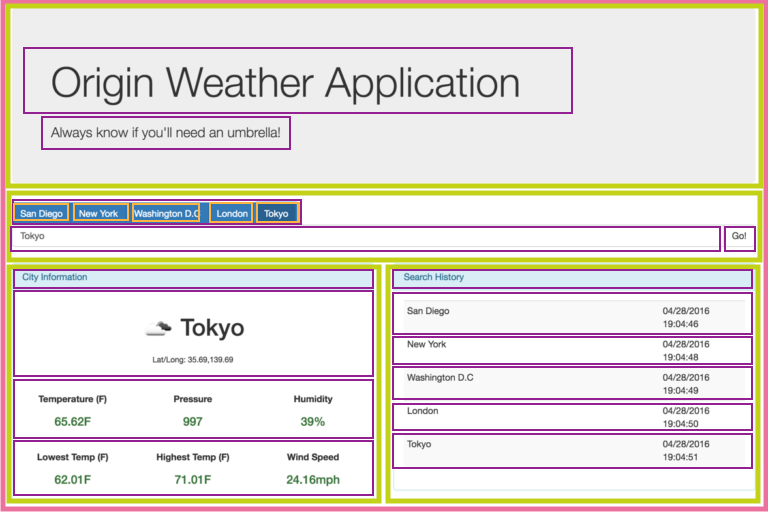 Origin Weather Application
Always know if you'll need an umbrella!
San Diego New York Washington D.C London Tokyo
Tokyo Go!
City Information
Tokyo
Lat/Long: 35.69,139.69
Temperature (F) Pressure Humidity
65.62F 997 39%
Lowest Temp (F) Highest Temp (F) Wind Speed
62.01F 71.01F 24.16mph
Search History
San Diego 04/28/2016
19:04:46
New York 04/28/2016
19:04:48
Washington D.C 04/28/2016
19:04:49
London 04/28/2016
19:04:50
Tokyo 04/28/2016
19:04:51